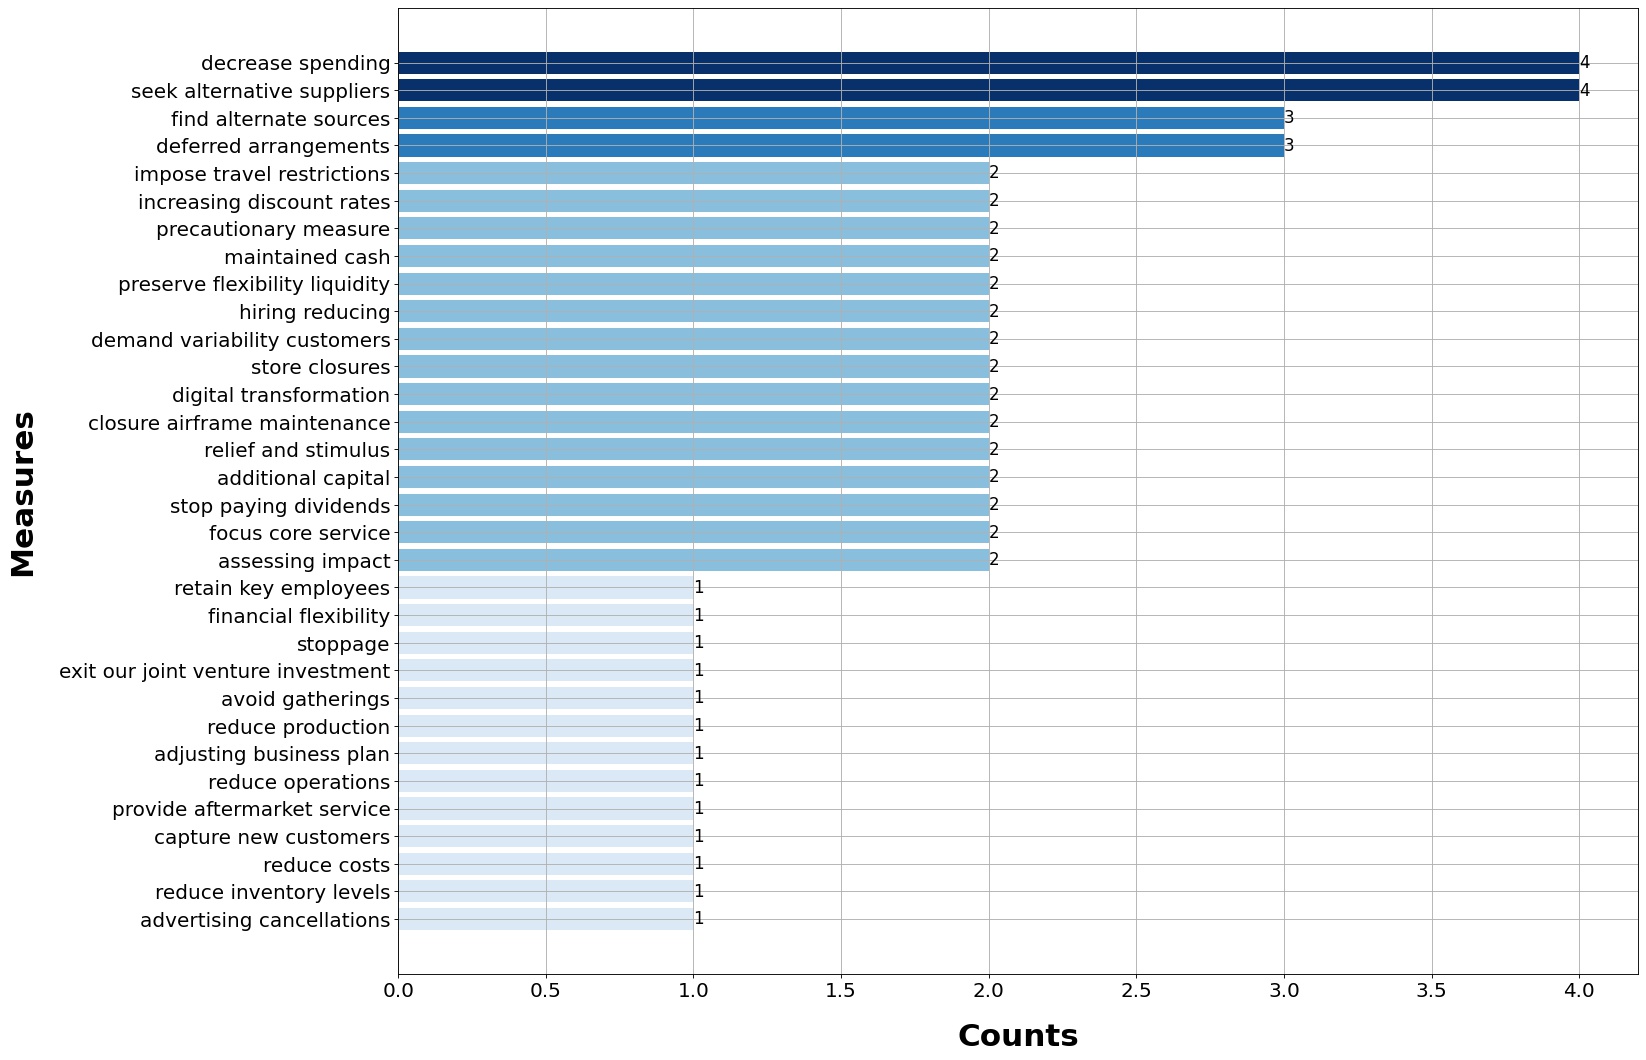 decrease spending 4
seek alternative suppliers 4
find alternate sources 3
deferred arrangements 3
impose travel restrictions 2
increasing discount rates 2
precautionary measure 2
maintained cash 2
preserve flexibility liquidity 2
hiring reducing 2
demand variability customers 2
store closures 2
digital transformation 2
closure airframe maintenance 2
relief and stimulus 2
additional capital 2
stop paying dividends 2
focus core service 2
assessing impact 2
retain key employees 1
financial flexibility 1
stoppage 1
exit our joint venture investment 1
avoid gatherings 1
reduce production 1
adjusting business plan 1
reduce operations 1
provide aftermarket service 1
capture new customers 1
reduce costs 1
reduce inventory levels 1
advertising cancellations 1
Measures
0.0 0.5 1.0 1.5 2.0 2.5 3.0 3.5 4.0
Counts